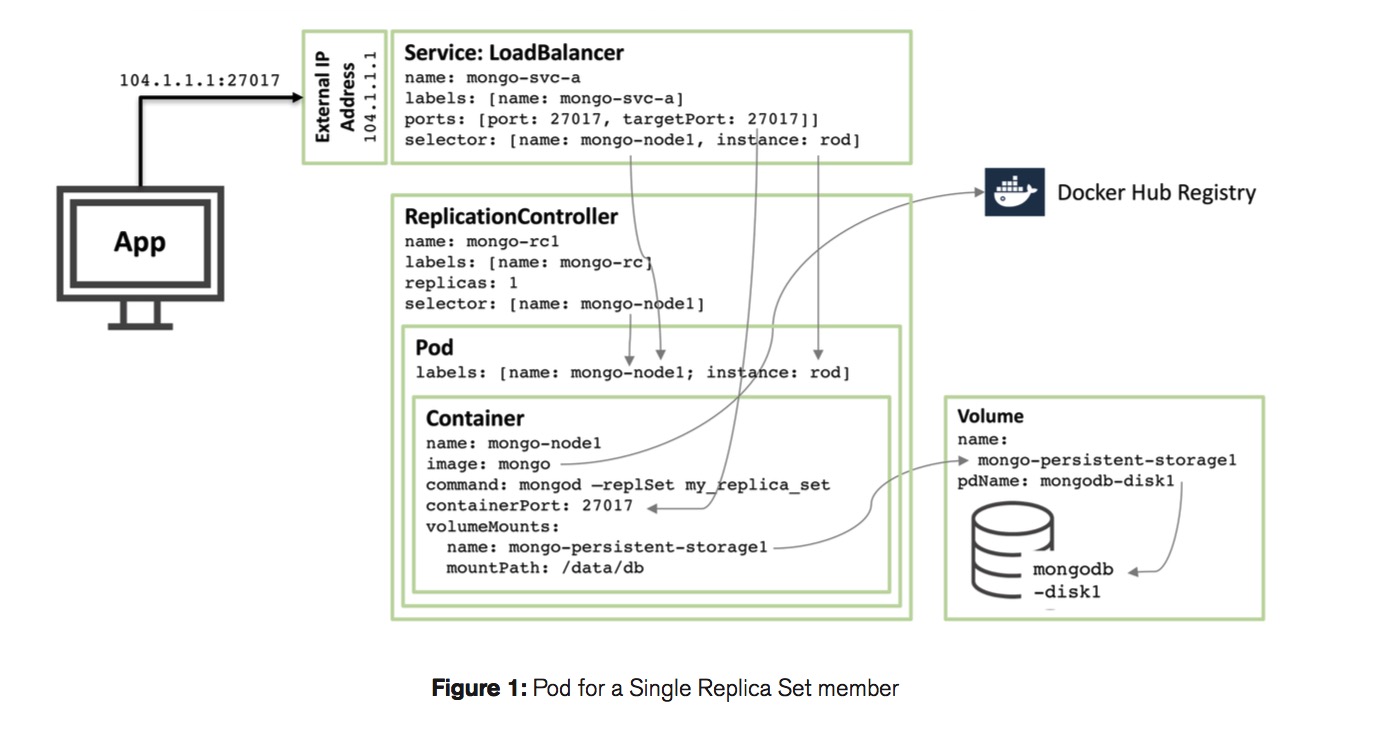 104.1.1.1:27017
External IP
Address
104.1.1.1
Service: LoadBalancer
name: mongo-svc-a
labels: [name: mongo-svc-a]
ports: [port: 27017, targetPort: 27017]]
selector: [name: mongo-node1, instance: rod]
App
Docker Hub Registry
ReplicationController
name: mongo-rc1
labels: [name: mongo-rc]
replicas: 1
selector: [name: mongo-node1]
Pod
labels: [name: mongo-node1; instance: rod]
Container
name: mongo-node1
image: mongo
command: mongod —replSet my_replica_set
containerPort: 27017
volumeMounts:
name: mongo-persistent-storage1
mountPath: /data/db
Volume
name:
mongo-persistent-storage1
pdName: mongodb-disk1
mongodb
-disk1
Figure 1: Pod for a Single Replica Set member